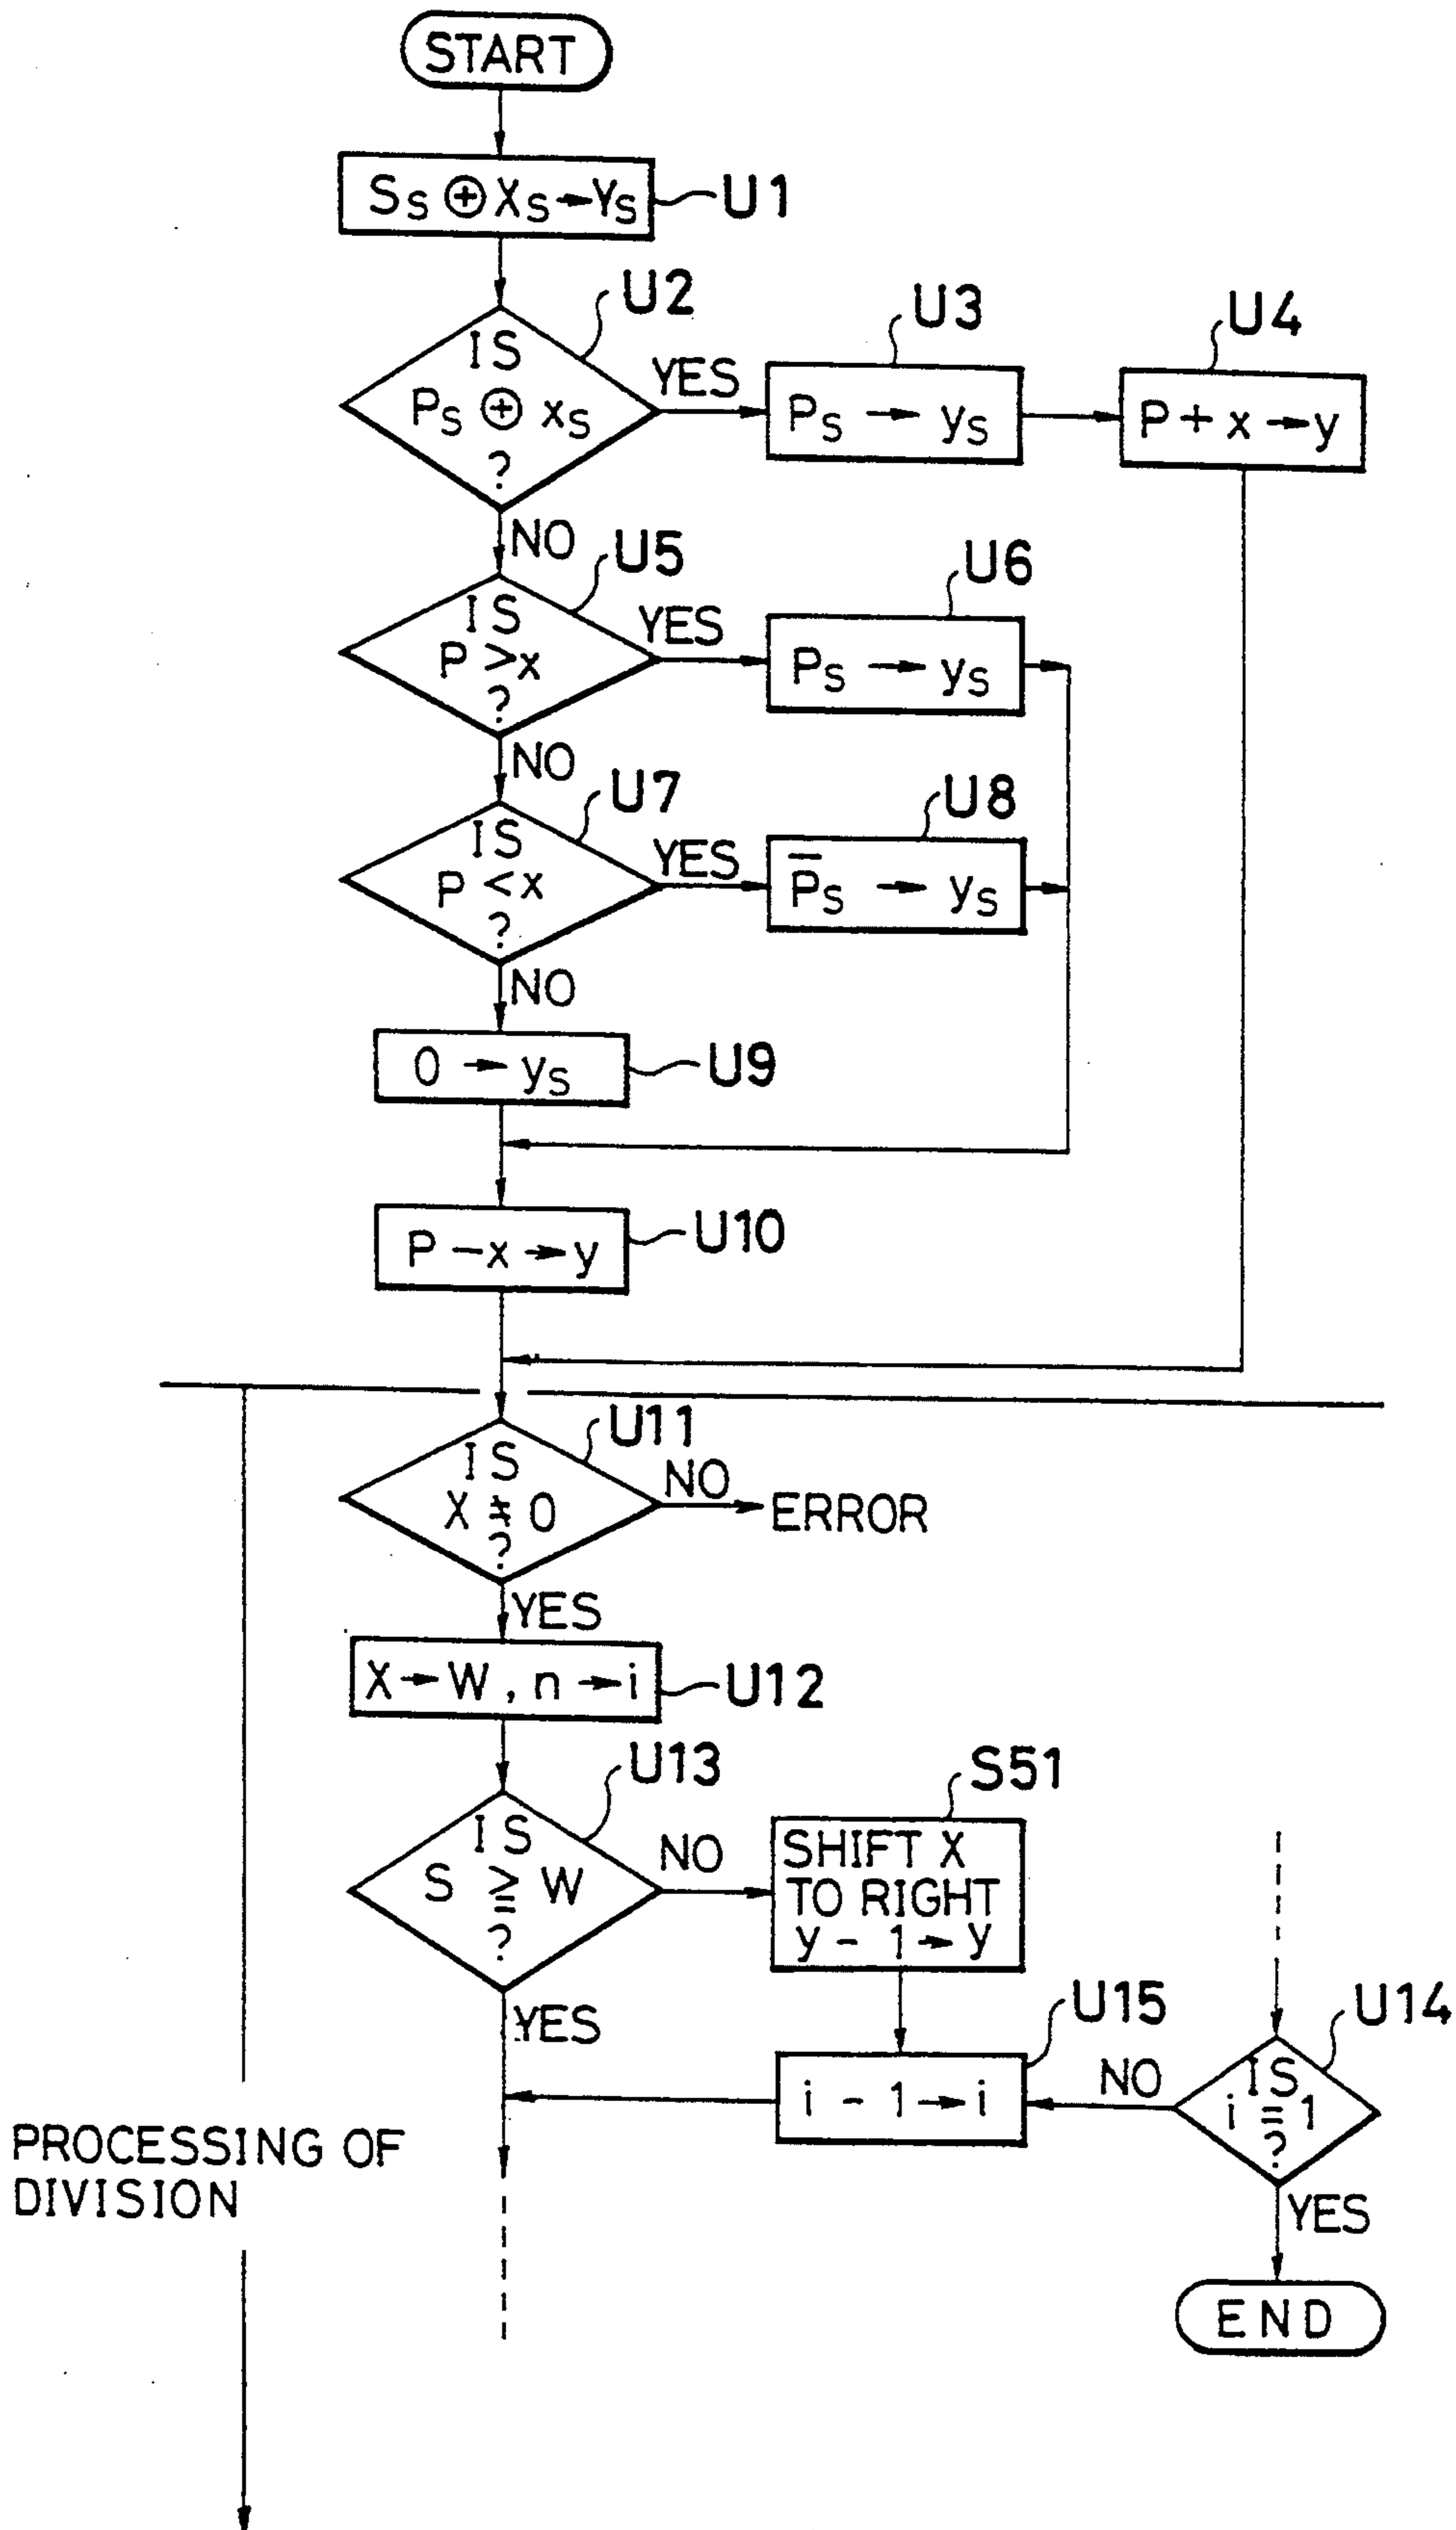 START
Ss ⊕ Xs → Ys
U1
U2
IS
Ps ⊕ xs
?
YES
U3
Ps → ys
U4
P + x → y
NO
U5
IS
P > x
?
YES
U6
Ps → ys
NO
U7
IS
P < x
?
YES
U8
P̅s → ys
NO
0 → ys
U9
P - x → y
U10
U11
IS
X ≠ 0
?
NO
ERROR
YES
X → W, n → i
U12
U13
IS
S ≧ W
?
NO
S51
SHIFT X
TO RIGHT
y - 1 → y
YES
U15
i - 1 → i
NO
U14
IS
i = 1
?
YES
END
PROCESSING OF
DIVISION